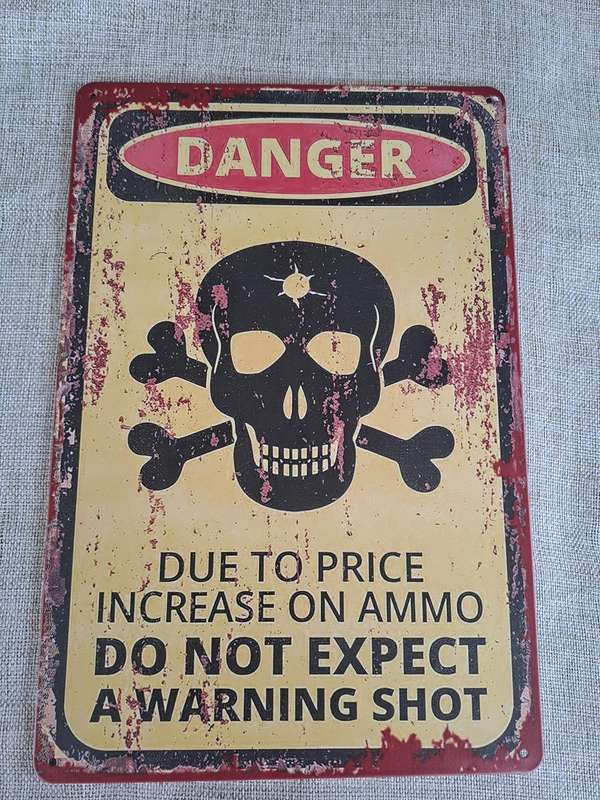 DANGER
DUE TO PRICE
INCREASE ON AMMO
DO NOT EXPECT
A WARNING SHOT